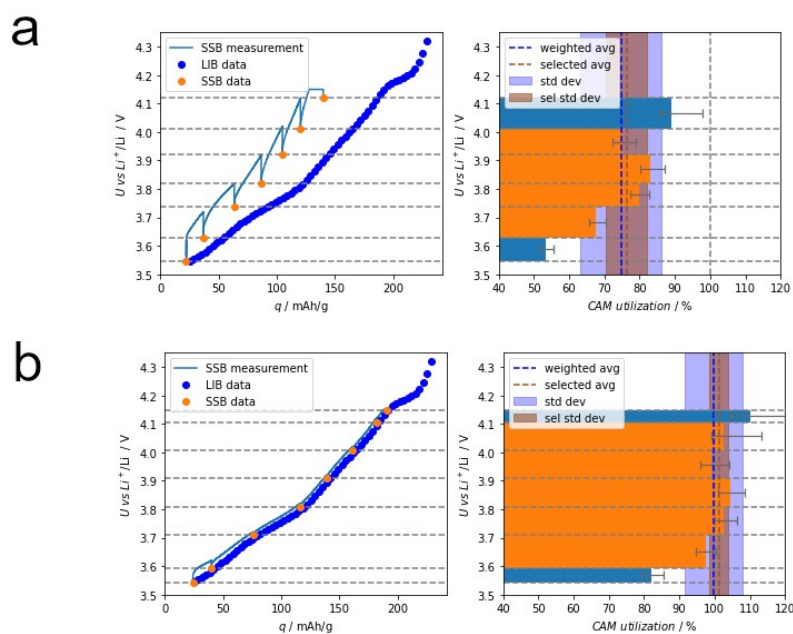 a
4.3
4.2
4.1
4.0
3.9
3.8
3.7
3.6
3.5
U vs Li⁺/Li / V
SSB measurement
LIB data
SSB data
0
50
100
150
200
q / mAh/g
4.3
4.2
4.1
4.0
3.9
3.8
3.7
3.6
3.5
U vs Li⁺/Li / V
weighted avg
selected avg
std dev
sel std dev
40
50
60
70
80
90
100
110
120
CAM utilization / %
b
4.3
4.2
4.1
4.0
3.9
3.8
3.7
3.6
3.5
U vs Li⁺/Li / V
SSB measurement
LIB data
SSB data
0
50
100
150
200
q / mAh/g
4.3
4.2
4.1
4.0
3.9
3.8
3.7
3.6
3.5
U vs Li⁺/Li / V
weighted avg
selected avg
std dev
sel std dev
40
50
60
70
80
90
100
110
120
CAM utilization / %